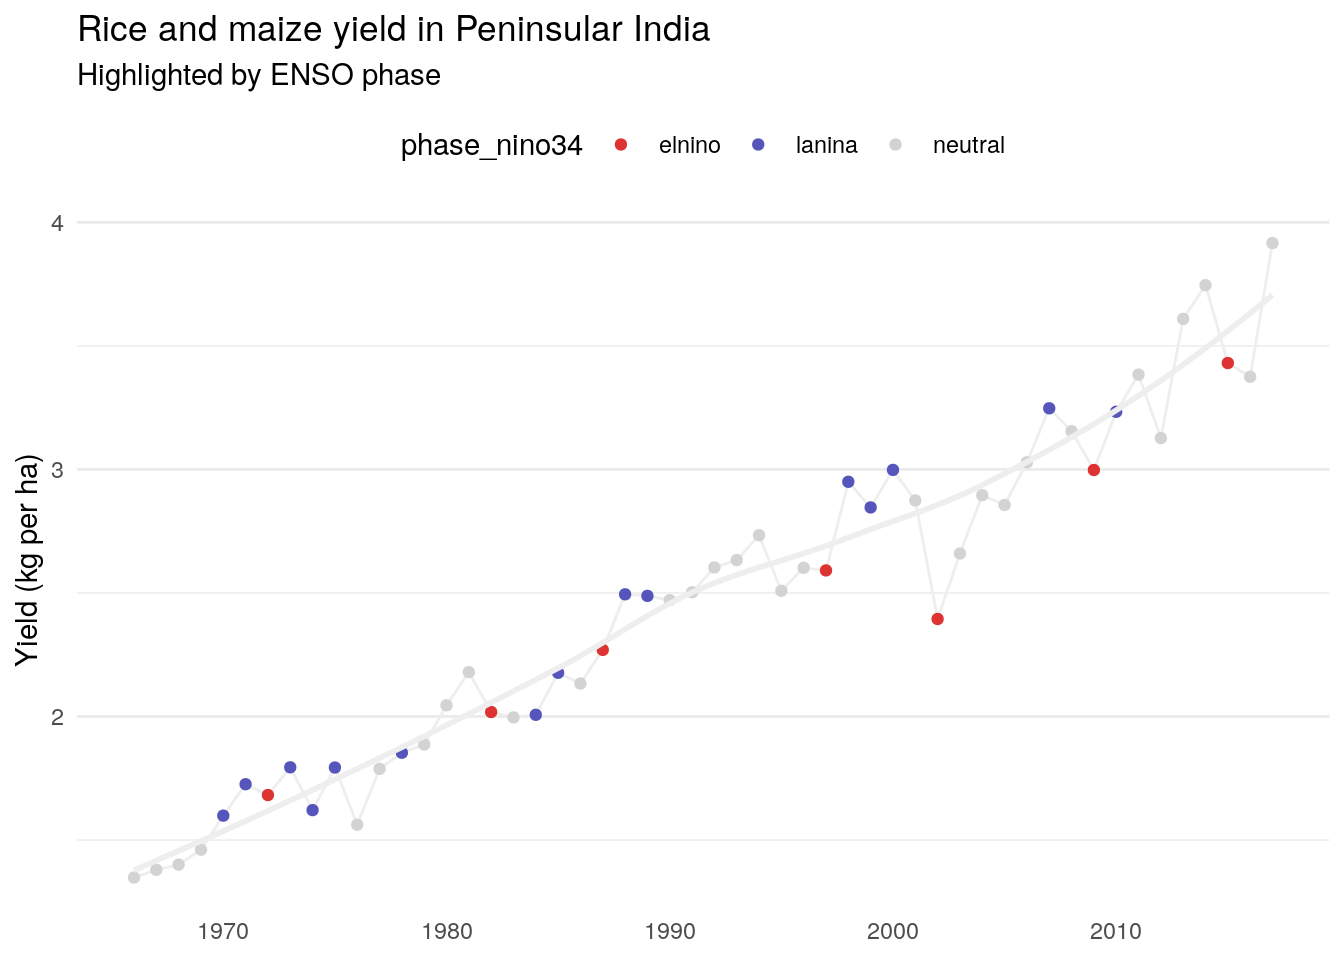 Rice and maize yield in Peninsular India
Highlighted by ENSO phase
phase_nino34 elnino lanina neutral
4
3
2
Yield (kg per ha)
1970 1980 1990 2000 2010